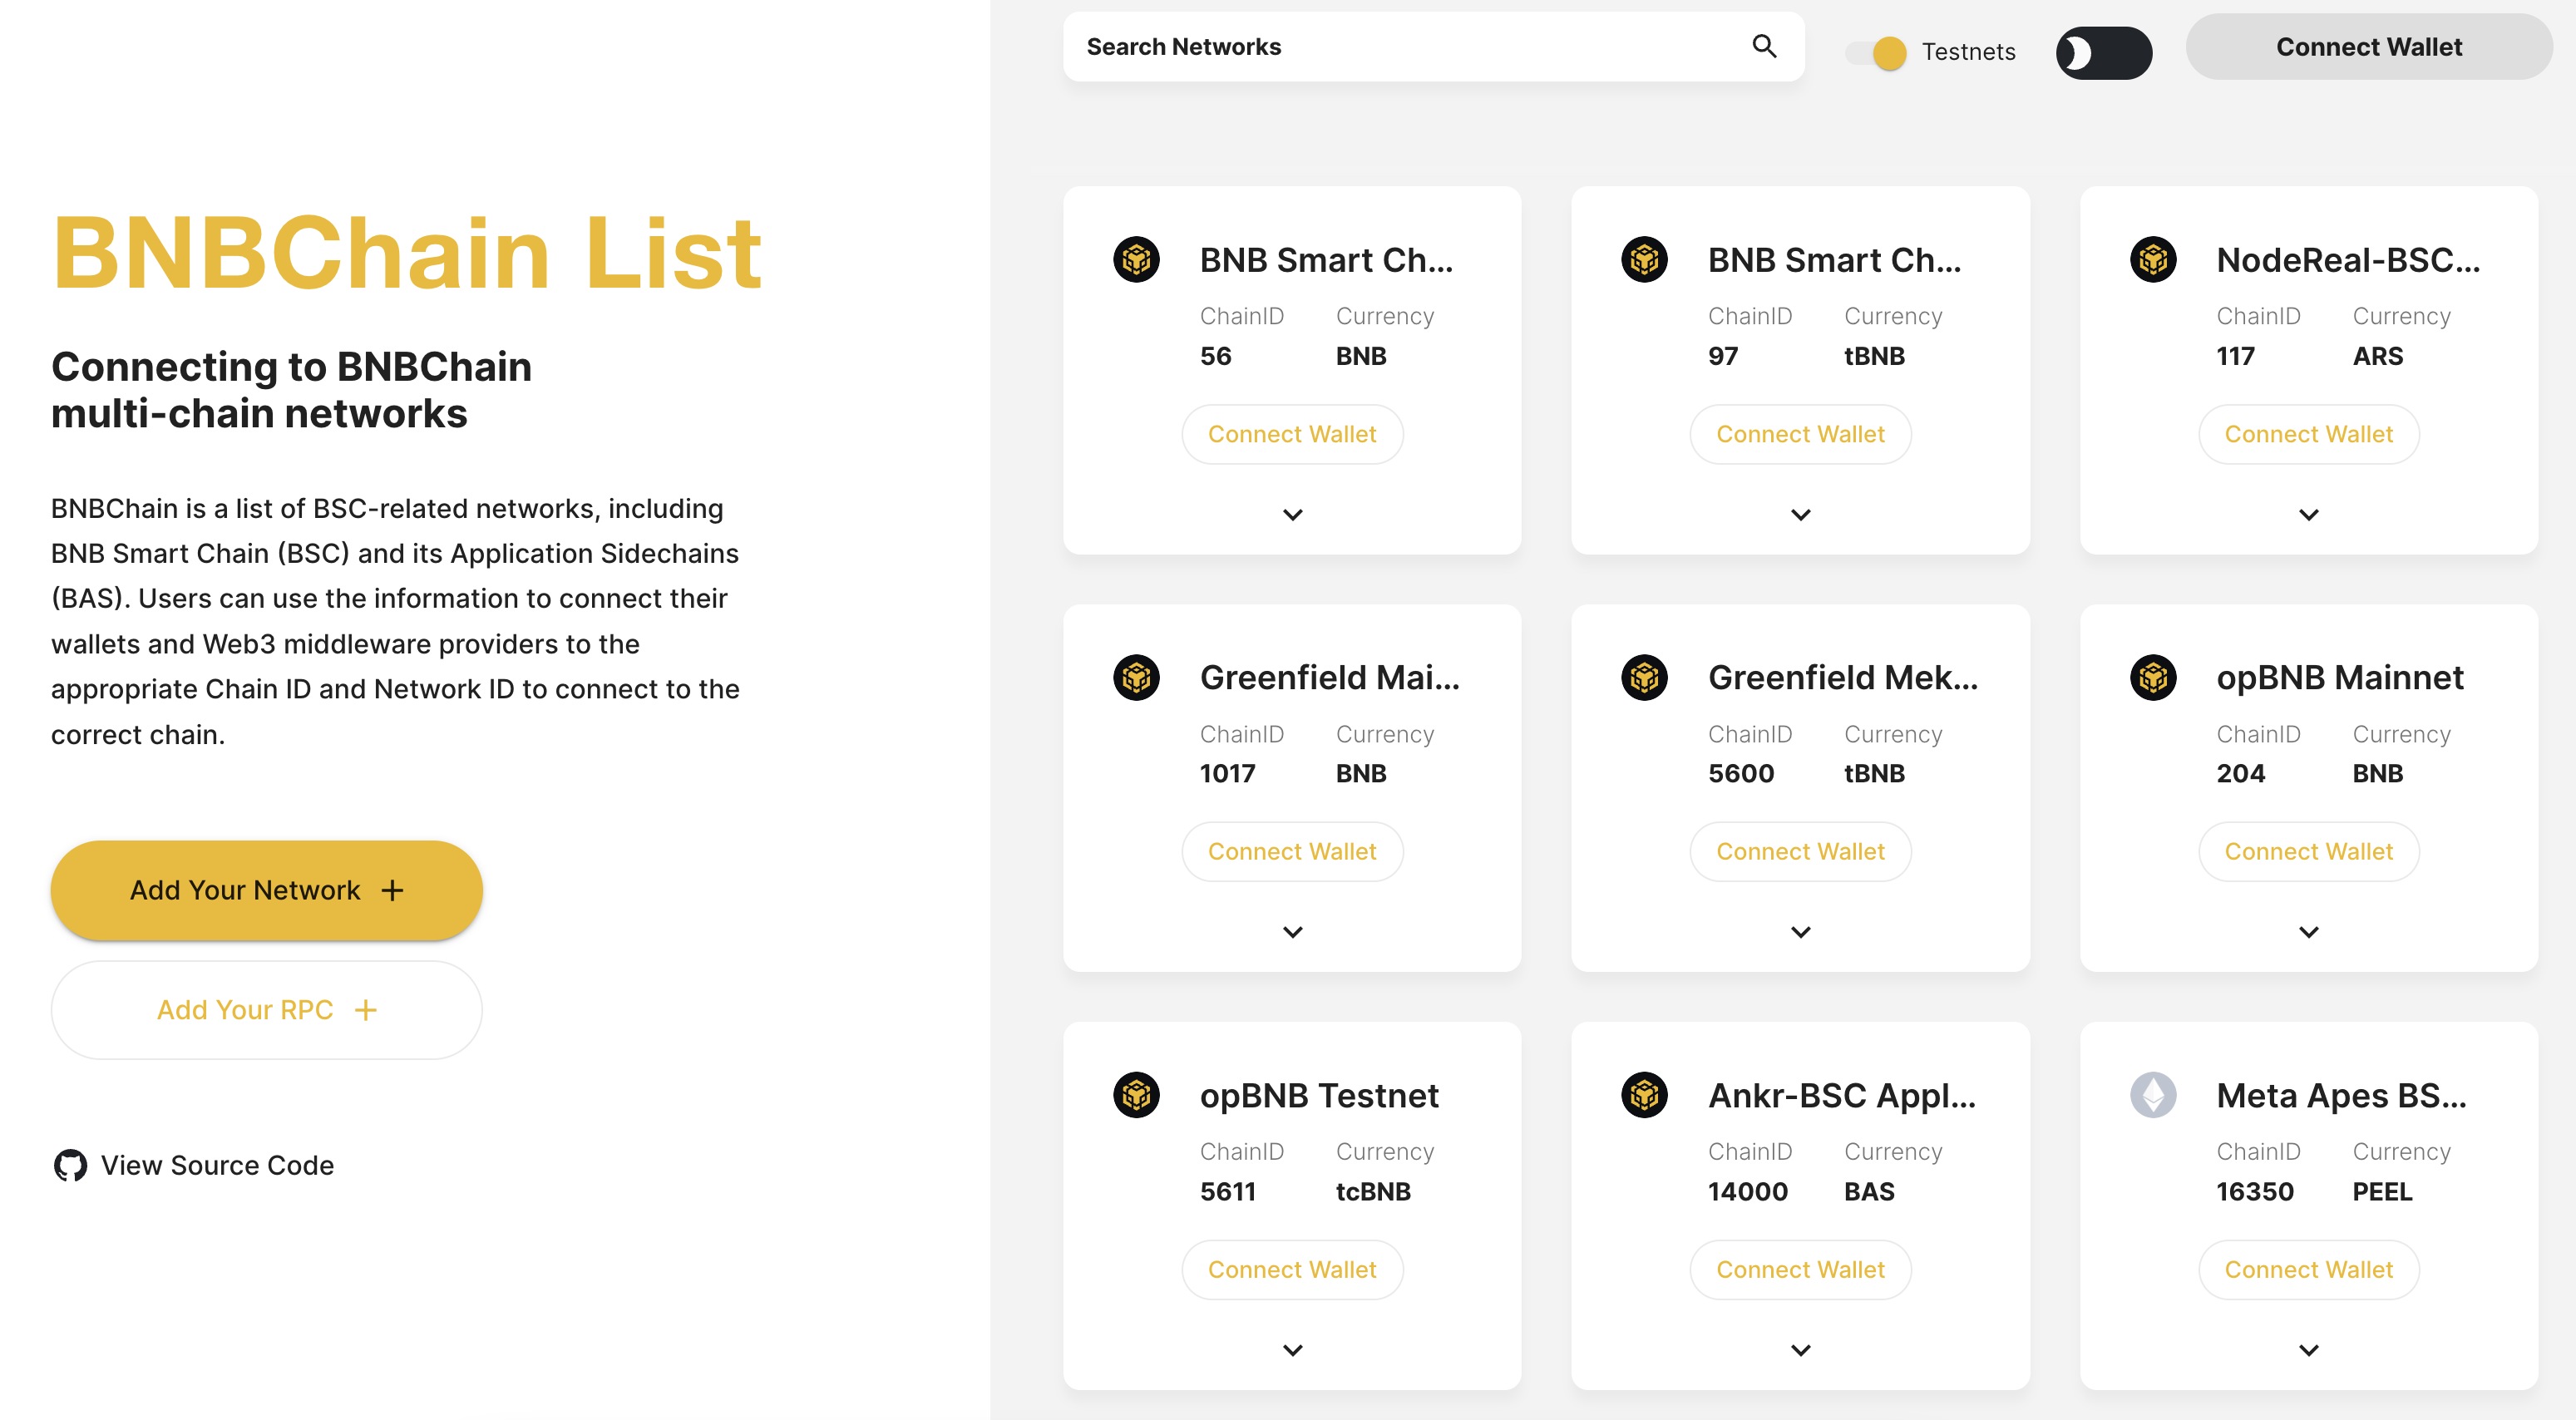 Search Networks
Testnets
Connect Wallet
BNBChain List
Connecting to BNBChain
multi-chain networks
BNBChain is a list of BSC-related networks, including
BNB Smart Chain (BSC) and its Application Sidechains
(BAS). Users can use the information to connect their
wallets and Web3 middleware providers to the
appropriate Chain ID and Network ID to connect to the
correct chain.
Add Your Network +
Add Your RPC +
View Source Code
BNB Smart Ch...
ChainID Currency
56 BNB
Connect Wallet
BNB Smart Ch...
ChainID Currency
97 tBNB
Connect Wallet
NodeReal-BSC...
ChainID Currency
117 ARS
Connect Wallet
Greenfield Mai...
ChainID Currency
1017 BNB
Connect Wallet
Greenfield Mek...
ChainID Currency
5600 tBNB
Connect Wallet
opBNB Mainnet
ChainID Currency
204 BNB
Connect Wallet
opBNB Testnet
ChainID Currency
5611 tcBNB
Connect Wallet
Ankr-BSC Appl...
ChainID Currency
14000 BAS
Connect Wallet
Meta Apes BS...
ChainID Currency
16350 PEEL
Connect Wallet